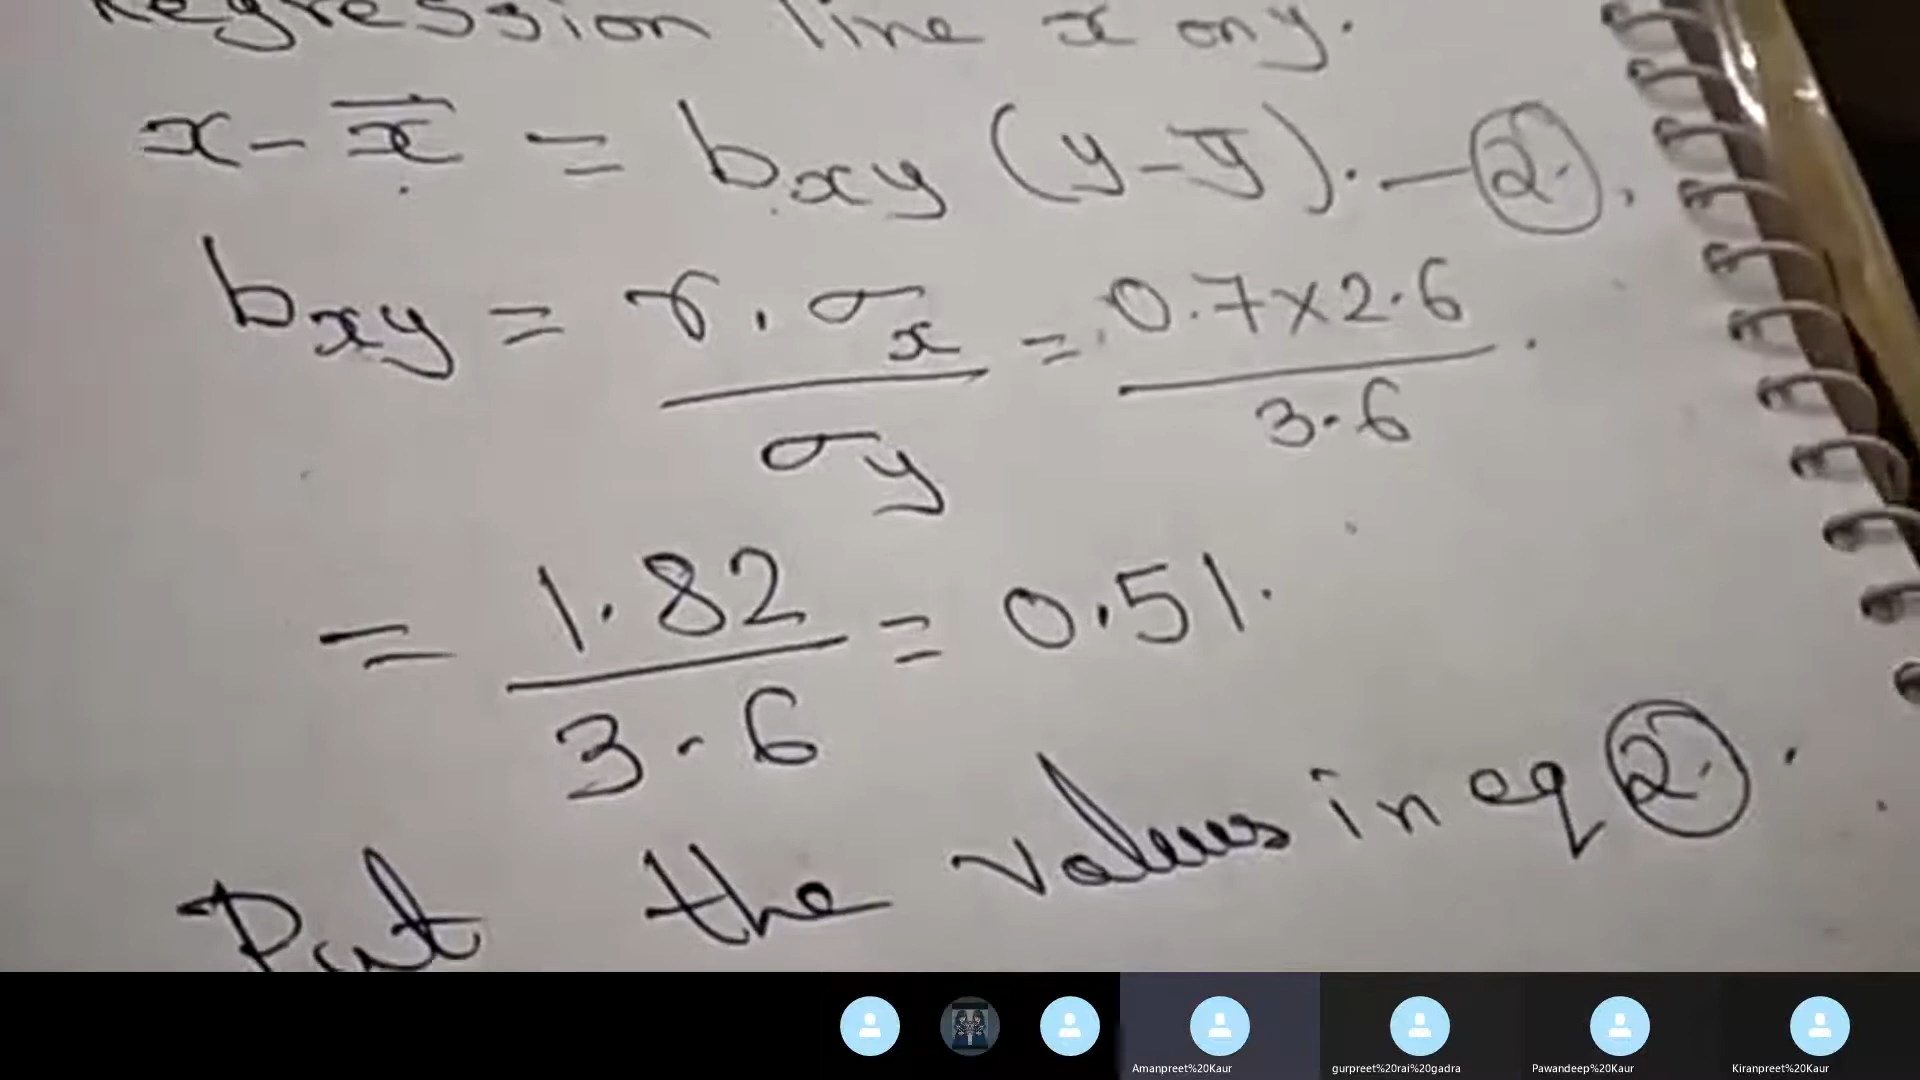 Regression line x on y.
x - x̄ = bxy (y - ȳ). — ②.
bxy = r . σx / σy = 0.7 × 2.6 / 3.6 .
= 1.82 / 3.6 = 0.51.
Put the values in eq ②.
Amanpreet%20Kaur
gurpreet%20rai%20gadra
Pawandeep%20Kaur
Kiranpreet%20Kaur